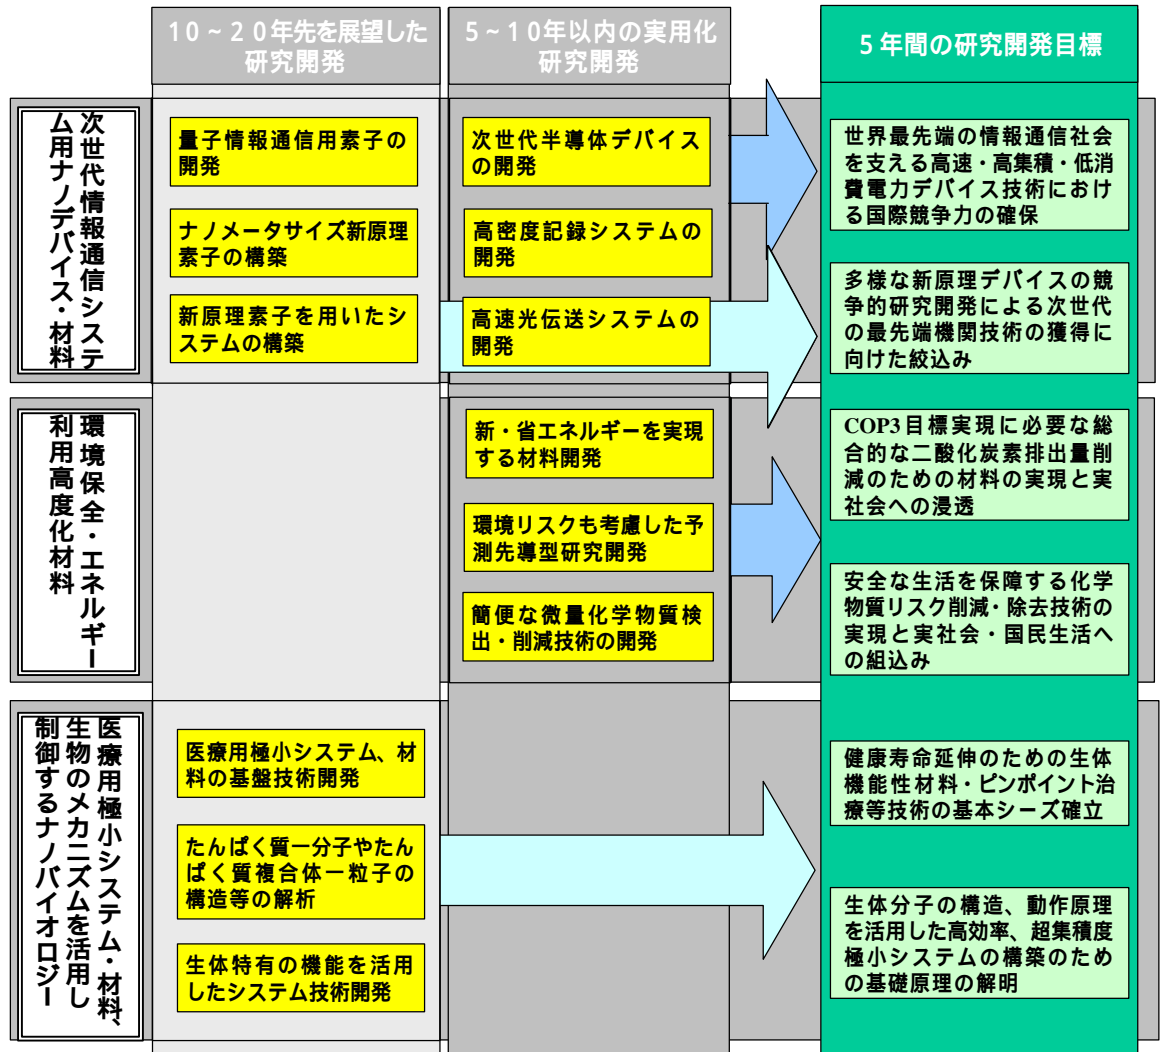 10~20年先を展望した
研究開発
5~10年以内の実用化
研究開発
5年間の研究開発目標
次世代情報通信システ
ム用ナノデバイス・材料
量子情報通信用素子の
開発
ナノメータサイズ新原理
素子の構築
新原理素子を用いたシ
ステムの構築
次世代半導体デバイス
の開発
高密度記録システムの
開発
高速光伝送システムの
開発
世界最先端の情報通信社会
を支える高速・高集積・低消
費電力デバイス技術におけ
る国際競争力の確保
多様な新原理デバイスの競
争的研究開発による次世代
の最先端機関技術の獲得に
向けた絞込み
環境保全・エネルギー
利用高度化材料
新・省エネルギーを実現
する材料開発
環境リスクも考慮した予
測先導型研究開発
簡便な微量化学物質検
出・削減技術の開発
COP3目標実現に必要な総
合的な二酸化炭素排出量削
減のための材料の実現と実
社会への浸透
安全な生活を保障する化学
物質リスク削減・除去技術の
実現と実社会・国民生活へ
の組込み
医療用極小システム・材料、
生物のメカニズムを活用し
制御するナノバイオロジー
医療用極小システム、材
料の基盤技術開発
たんぱく質一分子やたん
ぱく質複合体一粒子の
構造等の解析
生体特有の機能を活用
したシステム技術開発
健康寿命延伸のための生体
機能性材料・ピンポイント治
療等技術の基本シーズ確立
生体分子の構造、動作原理
を活用した高効率、超集積度
極小システムの構築のため
の基礎原理の解明